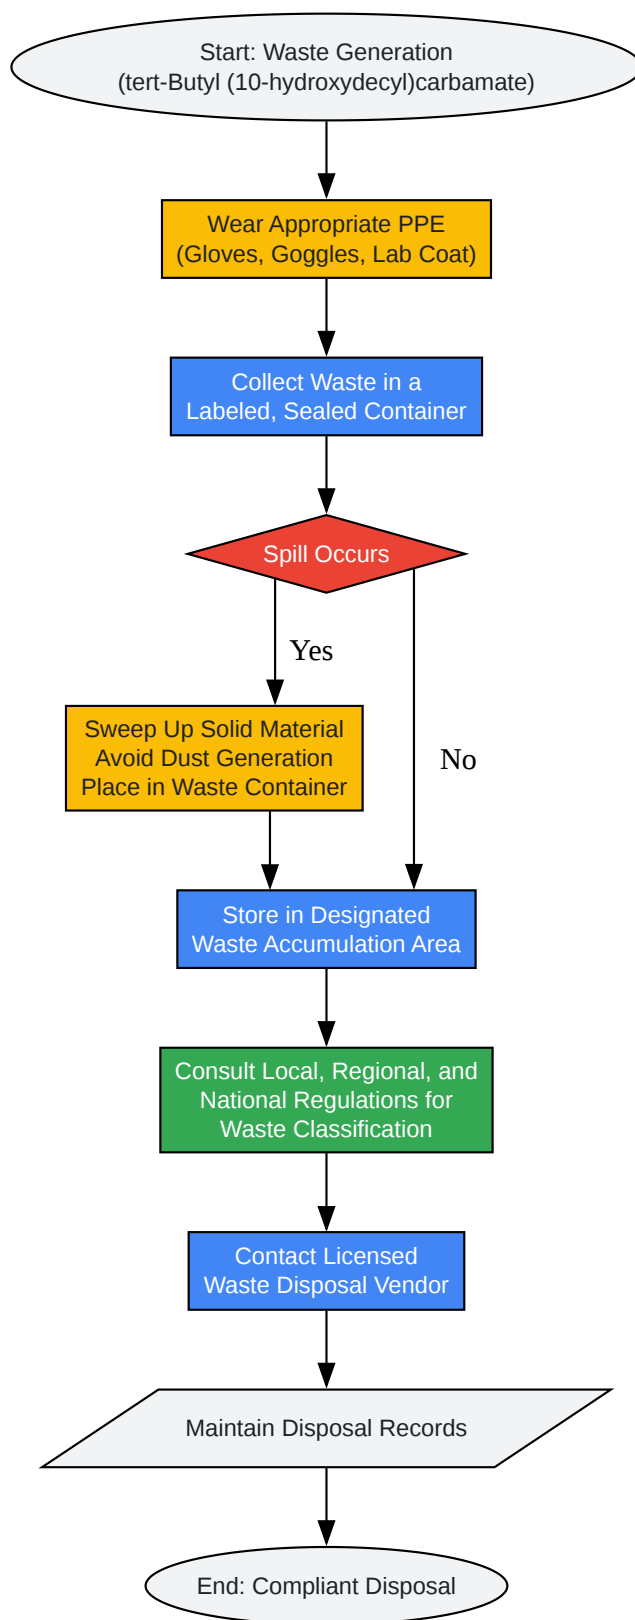 Start: Waste Generation
(tert-Butyl (10-hydroxydecyl)carbamate)
Wear Appropriate PPE
(Gloves, Goggles, Lab Coat)
Collect Waste in a
Labeled, Sealed Container
Spill Occurs
Yes
Sweep Up Solid Material
Avoid Dust Generation
Place in Waste Container
No
Store in Designated
Waste Accumulation Area
Consult Local, Regional, and
National Regulations for
Waste Classification
Contact Licensed
Waste Disposal Vendor
Maintain Disposal Records
End: Compliant Disposal